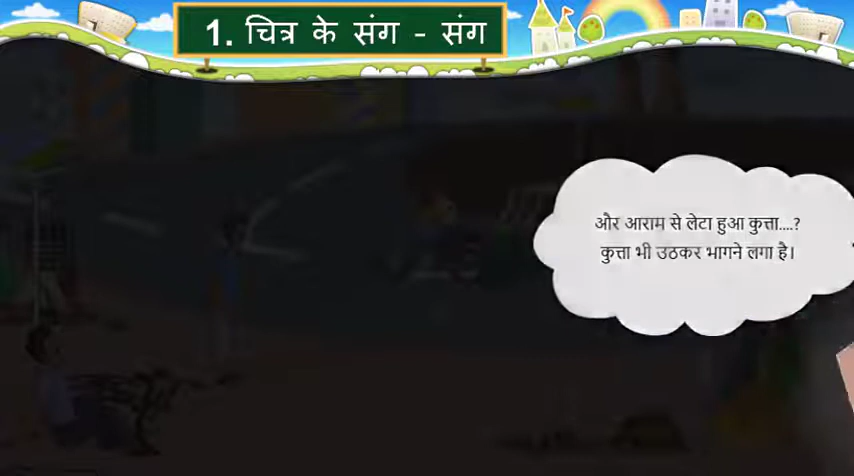 1. चित्र के संग - संग
और आराम से लेटा हुआ कुत्ता....?
कुत्ता भी उठकर भागने लगा है।